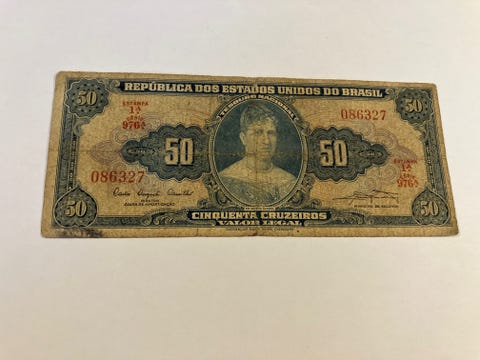 REPÚBLICA DOS ESTADOS UNIDOS DO BRASIL
TESOURO NACIONAL
50
50
ESTAMPA
1A
SÉRIE
976A
086327
50
50
086327
ESTAMPA
1A
SÉRIE
976A
50
50
CINQUENTA CRUZEIROS
VALOR LEGAL